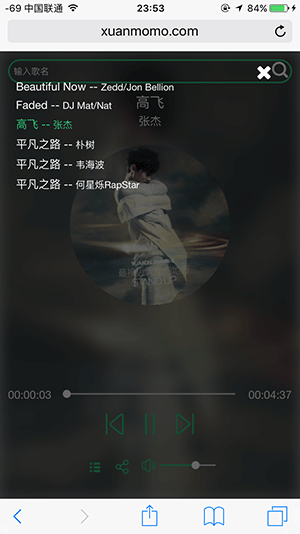 -69 中国联通 23:53 84%
xuanmomo.com
输入歌名
Beautiful Now -- Zedd/Jon Bellion
Faded -- DJ Mat/Nat
高飞
张杰
高飞 -- 张杰
平凡之路 -- 朴树
平凡之路 -- 韦海波
平凡之路 -- 何星烁RapStar
STAND UP
00:00:03 00:04:37